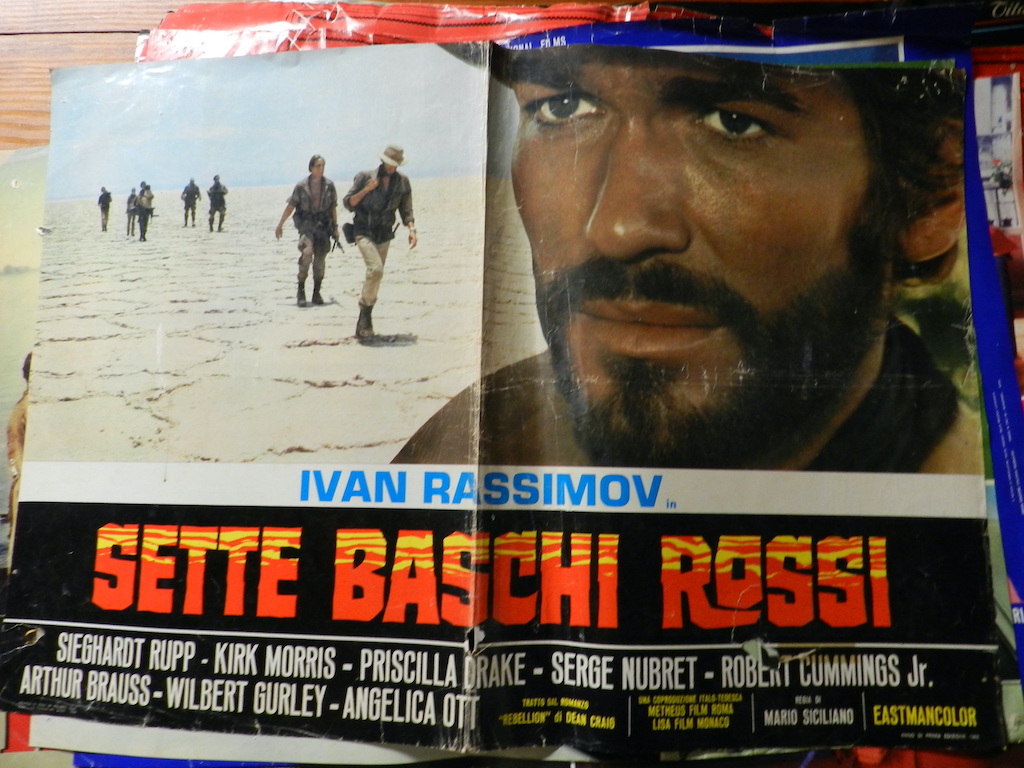 NAL FILMS
IVAN RASSIMOV in
SETTE BASCHI ROSSI
SIEGHARDT RUPP - KIRK MORRIS - PRISCILLA DRAKE - SERGE NUBRET - ROBERT CUMMINGS Jr.
ARTHUR BRAUSS - WILBERT GURLEY - ANGELICA OTT
TRATTO DAL ROMANZO
"REBELLION" di DEAN CRAIG
UNA COPRODUZIONE ITALO-TEDESCA
METHEUS FILM ROMA
LISA FILM MONACO
REGIA DI
MARIO SICILIANO
EASTMANCOLOR